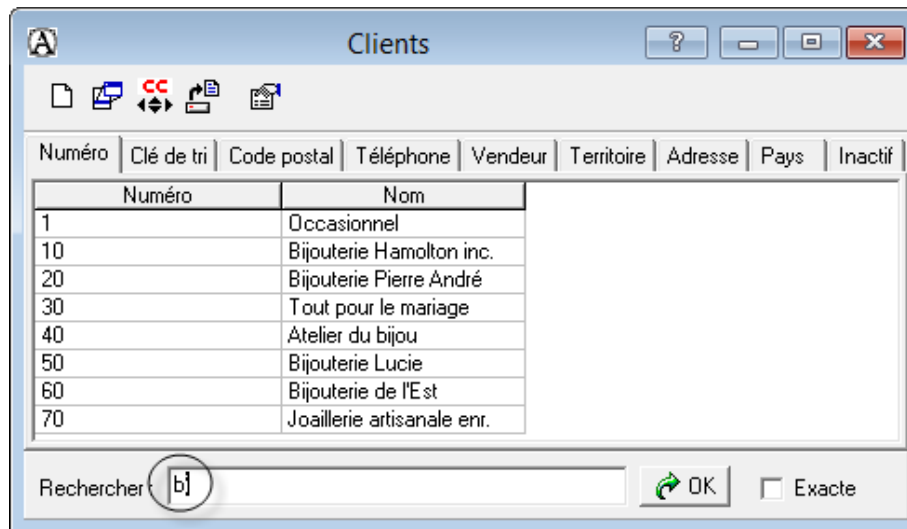 A Clients ?
CC
Numéro Clé de tri Code postal Téléphone Vendeur Territoire Adresse Pays Inactif
Numéro Nom
1 Occasionnel
10 Bijouterie Hamolton inc.
20 Bijouterie Pierre André
30 Tout pour le mariage
40 Atelier du bijou
50 Bijouterie Lucie
60 Bijouterie de l'Est
70 Joaillerie artisanale enr.
Rechercher : b OK Exacte